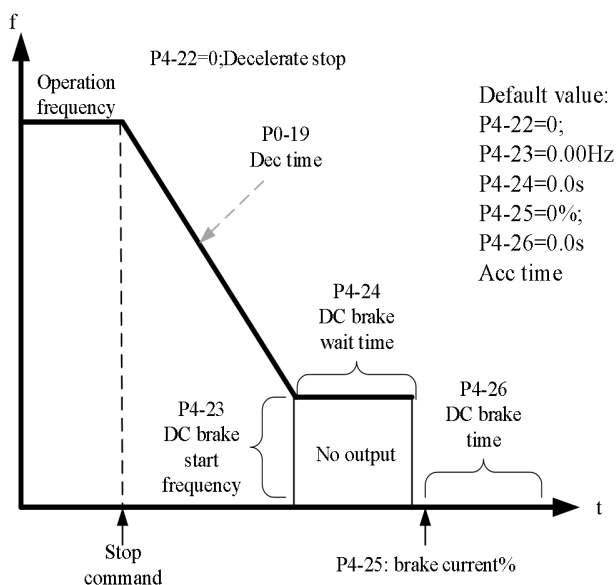 f
P4-22=0;Decelerate stop
Operation
frequency
P0-19
Dec time
Default value:
P4-22=0;
P4-23=0.00Hz
P4-24=0.0s
P4-25=0%;
P4-26=0.0s
Acc time
P4-24
DC brake
wait time
P4-23
DC brake
start
frequency
No output
P4-26
DC brake
time
t
Stop
command
P4-25: brake current%